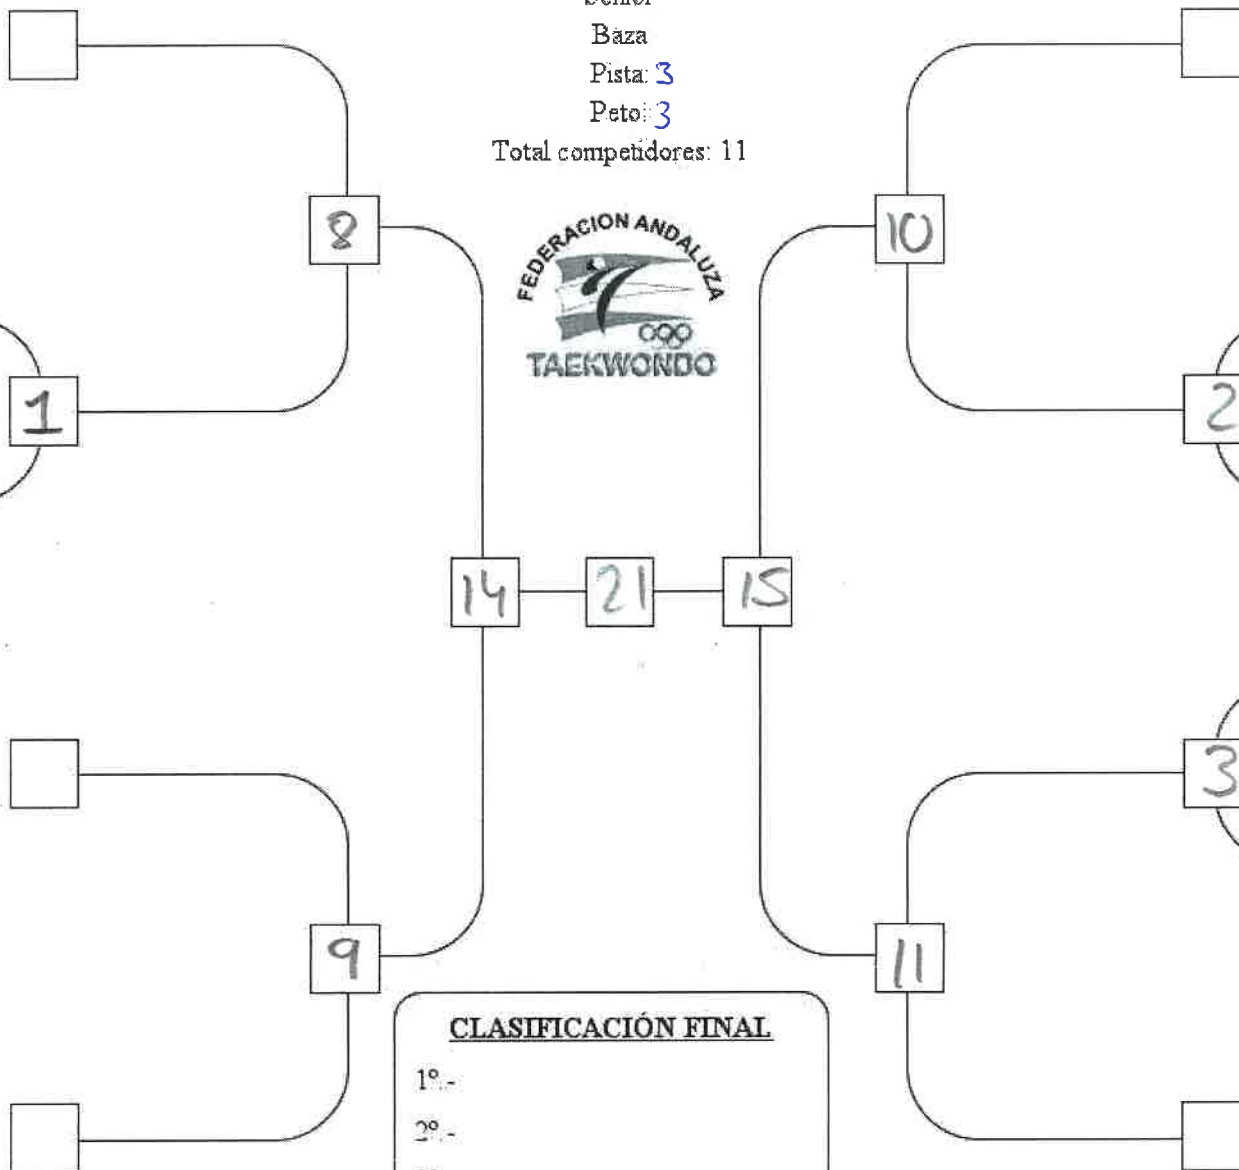 Senior
Baza
Pista: 3
Peto: 3
Total competidores: 11
FEDERACION ANDALUZA
TAEKWONDO
8
10
1
2
14
21
15
3
9
11
CLASIFICACIÓN FINAL
1º.-
2º.-